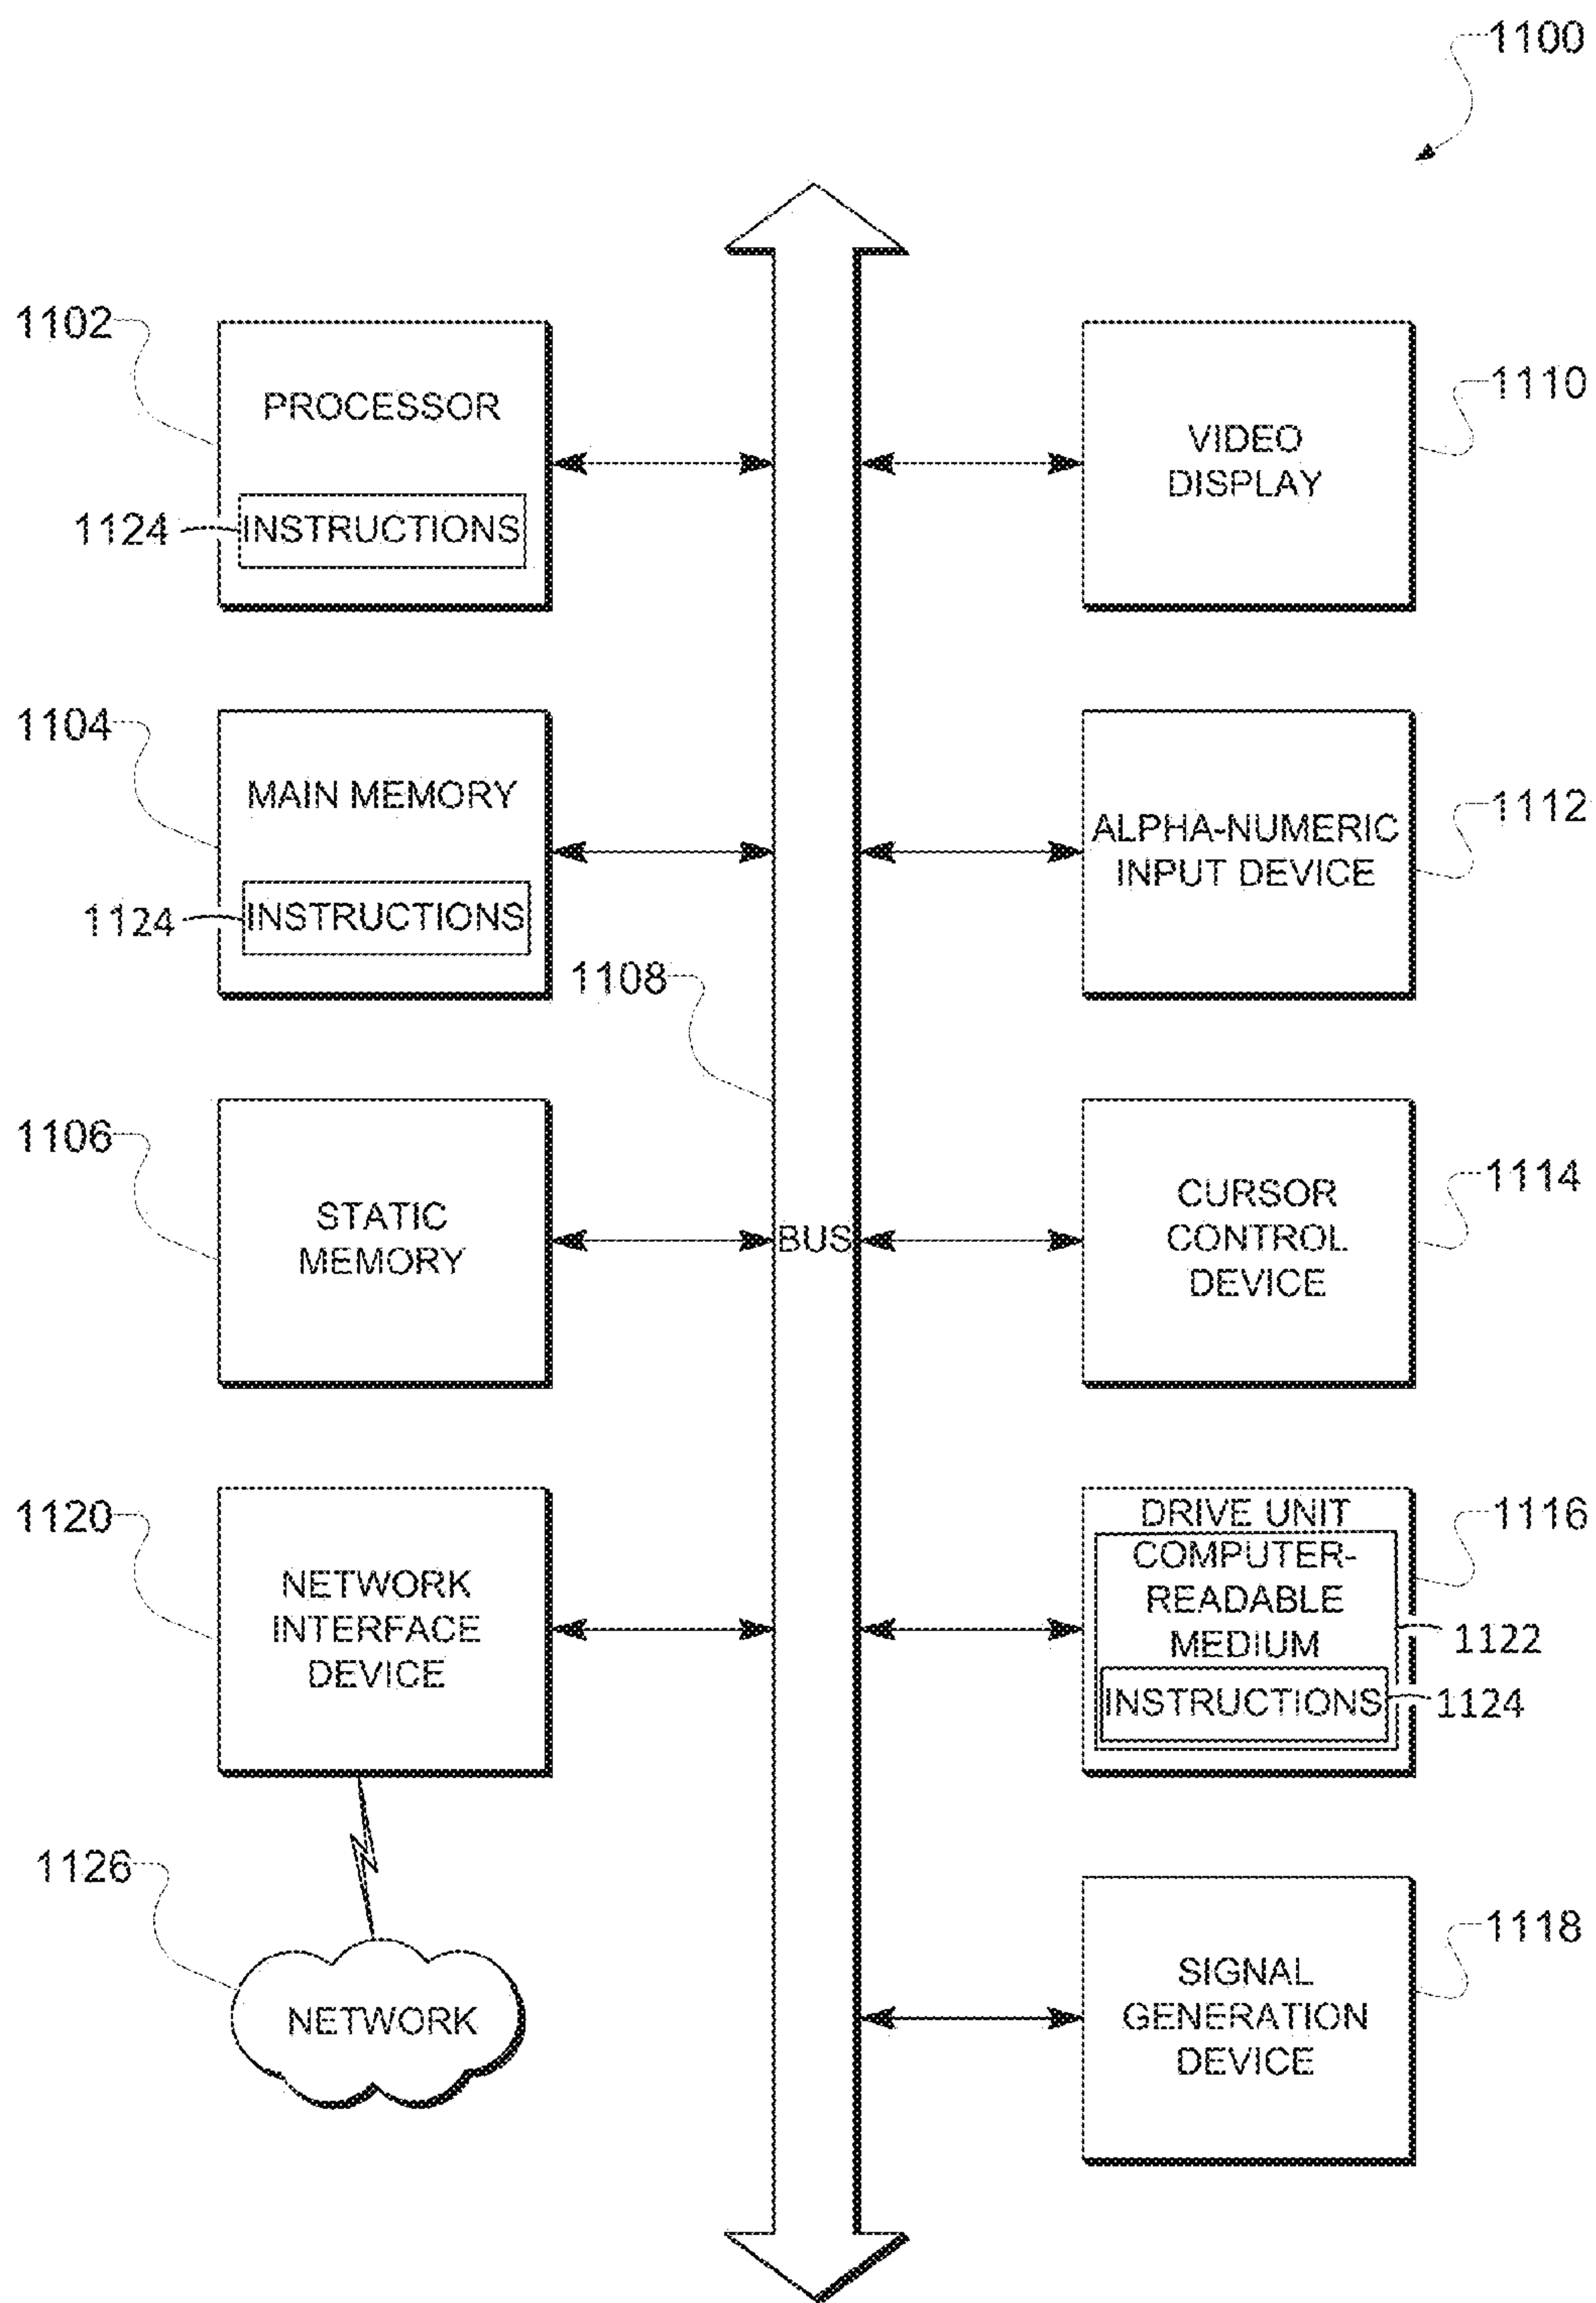 1100
1102
PROCESSOR
1124
INSTRUCTIONS
1110
VIDEO
DISPLAY
1104
MAIN MEMORY
1124
INSTRUCTIONS
1112
ALPHA-NUMERIC
INPUT DEVICE
1108
BUS
1106
STATIC
MEMORY
1114
CURSOR
CONTROL
DEVICE
1120
NETWORK
INTERFACE
DEVICE
1116
DRIVE UNIT
COMPUTER-
READABLE
MEDIUM
1122
INSTRUCTIONS
1124
1126
NETWORK
1118
SIGNAL
GENERATION
DEVICE